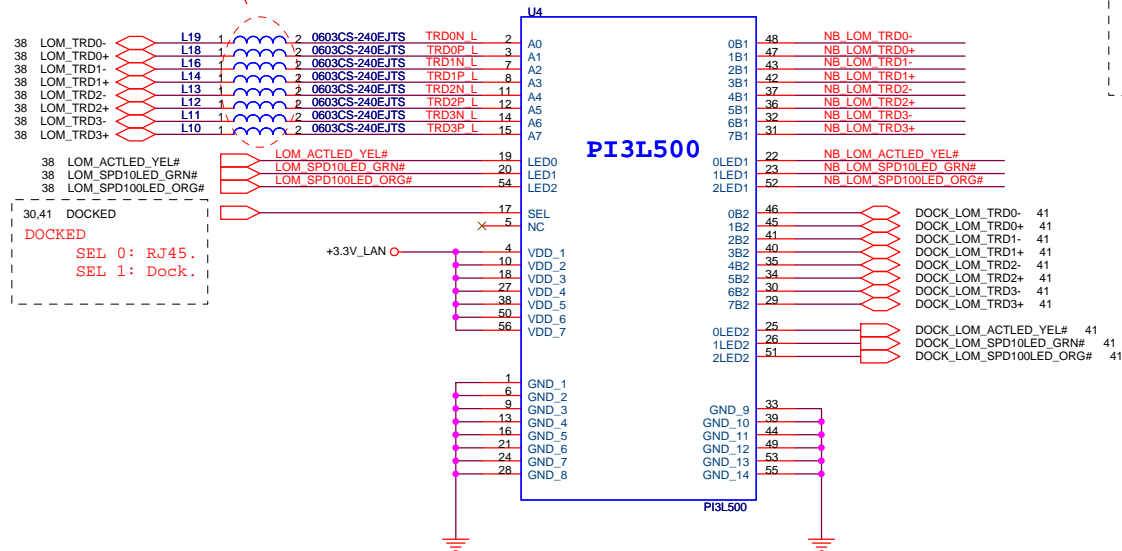 U4
38 LOM_TRD0- L19 1 2 0603CS-240EJTS TRD0N_L 2 A0 0B1 48 NB_LOM_TRD0-
38 LOM_TRD0+ L18 1 2 0603CS-240EJTS TRD0P_L 3 A1 1B1 47 NB_LOM_TRD0+
38 LOM_TRD1- L16 1 2 0603CS-240EJTS TRD1N_L 7 A2 2B1 43 NB_LOM_TRD1-
38 LOM_TRD1+ L14 1 2 0603CS-240EJTS TRD1P_L 8 A3 3B1 42 NB_LOM_TRD1+
38 LOM_TRD2- L13 1 2 0603CS-240EJTS TRD2N_L 11 A4 4B1 37 NB_LOM_TRD2-
38 LOM_TRD2+ L12 1 2 0603CS-240EJTS TRD2P_L 12 A5 5B1 36 NB_LOM_TRD2+
38 LOM_TRD3- L11 1 2 0603CS-240EJTS TRD3N_L 14 A6 6B1 32 NB_LOM_TRD3-
38 LOM_TRD3+ L10 1 2 0603CS-240EJTS TRD3P_L 15 A7 7B1 31 NB_LOM_TRD3+
PI3L500
38 LOM_ACTLED_YEL# LOM_ACTLED_YEL# 19 LED0 0LED1 22 NB_LOM_ACTLED_YEL#
38 LOM_SPD10LED_GRN# LOM_SPD10LED_GRN# 20 LED1 1LED1 23 NB_LOM_SPD10LED_GRN#
38 LOM_SPD100LED_ORG# LOM_SPD100LED_ORG# 54 LED2 2LED1 52 NB_LOM_SPD100LED_ORG#
30,41 DOCKED 17 SEL 0B2 46 DOCK_LOM_TRD0- 41
5 NC 1B2 45 DOCK_LOM_TRD0+ 41
DOCKED 2B2 41 DOCK_LOM_TRD1- 41
SEL 0: RJ45. +3.3V_LAN 4 VDD_1 3B2 40 DOCK_LOM_TRD1+ 41
10 VDD_2 4B2 35 DOCK_LOM_TRD2- 41
SEL 1: Dock. 18 VDD_3 5B2 34 DOCK_LOM_TRD2+ 41
27 VDD_4 6B2 30 DOCK_LOM_TRD3- 41
38 VDD_5 7B2 29 DOCK_LOM_TRD3+ 41
50 VDD_6
56 VDD_7 0LED2 25 DOCK_LOM_ACTLED_YEL# 41
1LED2 26 DOCK_LOM_SPD10LED_GRN# 41
2LED2 51 DOCK_LOM_SPD100LED_ORG# 41
1 GND_1
6 GND_2
9 GND_3 GND_9 33
13 GND_4 GND_10 39
16 GND_5 GND_11 44
21 GND_6 GND_12 49
24 GND_7 GND_13 53
28 GND_8 GND_14 55
PI3L500